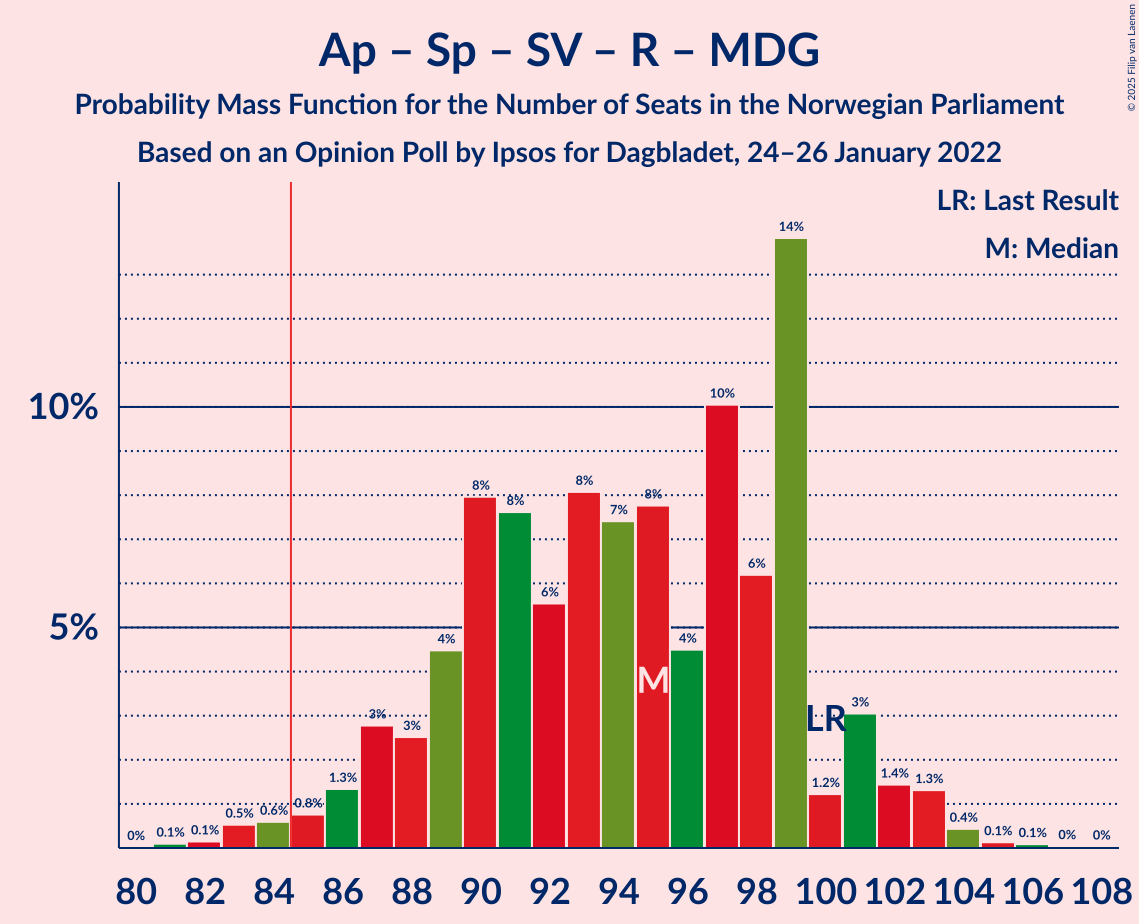 © 2025 Filip van Laenen
Ap – Sp – SV – R – MDG
Probability Mass Function for the Number of Seats in the Norwegian Parliament
Based on an Opinion Poll by Ipsos for Dagbladet, 24–26 January 2022
LR: Last Result
M: Median
10%
5%
0% 0.1% 0.1% 0.5% 0.6% 0.8% 1.3% 3% 3% 4% 8% 8% 6% 8% 7% 8% 4% 10% 6% 14% 1.2% 3% 1.4% 1.3% 0.4% 0.1% 0.1% 0% 0%
M
LR
80 82 84 86 88 90 92 94 96 98 100 102 104 106 108